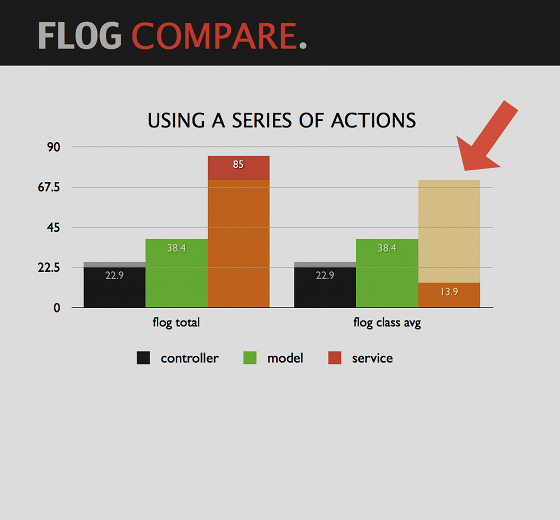 FLOG COMPARE.
USING A SERIES OF ACTIONS
90
67.5
45
22.5
0
85
38.4
22.9
38.4
22.9
13.9
flog total
flog class avg
controller
model
service